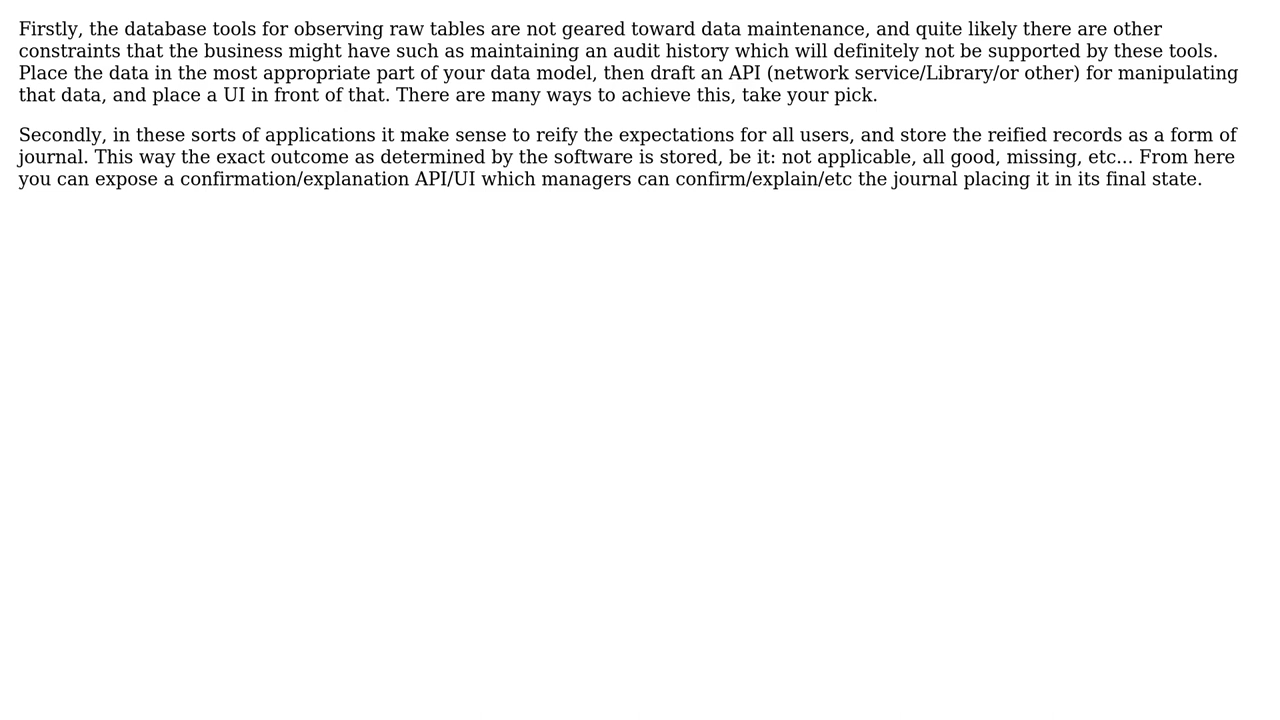 Firstly, the database tools for observing raw tables are not geared toward data maintenance, and quite likely there are other
constraints that the business might have such as maintaining an audit history which will definitely not be supported by these tools.
Place the data in the most appropriate part of your data model, then draft an API (network service/Library/or other) for manipulating
that data, and place a UI in front of that. There are many ways to achieve this, take your pick.
Secondly, in these sorts of applications it make sense to reify the expectations for all users, and store the reified records as a form of
journal. This way the exact outcome as determined by the software is stored, be it: not applicable, all good, missing, etc... From here
you can expose a confirmation/explanation API/UI which managers can confirm/explain/etc the journal placing it in its final state.